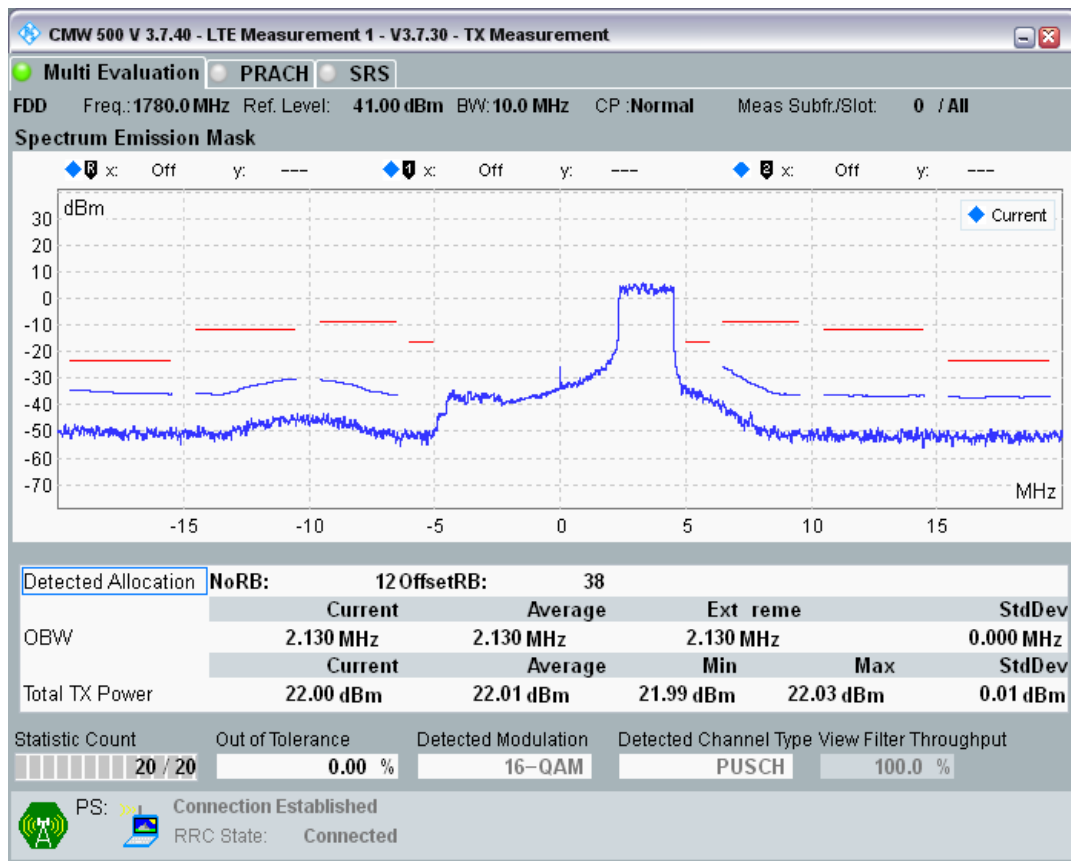 CMW 500 V 3.7.40 - LTE Measurement 1 - V3.7.30 - TX Measurement
Multi Evaluation PRACH SRS
FDD Freq.:1780.0 MHz Ref. Level: 41.00 dBm BW: 10.0 MHz CP :Normal Meas Subfr./Slot: 0 / All
Spectrum Emission Mask
R x: Off y: --- 1 x: Off y: --- 2 x: Off y: ---
dBm
Current
30
20
10
0
-10
-20
-30
-40
-50
-60
-70
MHz
-15 -10 -5 0 5 10 15
Detected Allocation NoRB: 12 OffsetRB: 38
Current Average Ext reme StdDev
OBW 2.130 MHz 2.130 MHz 2.130 MHz 0.000 MHz
Current Average Min Max StdDev
Total TX Power 22.00 dBm 22.01 dBm 21.99 dBm 22.03 dBm 0.01 dBm
Statistic Count Out of Tolerance Detected Modulation Detected Channel Type View Filter Throughput
20 / 20 0.00 % 16-QAM PUSCH 100.0 %
PS: Connection Established
RRC State: Connected